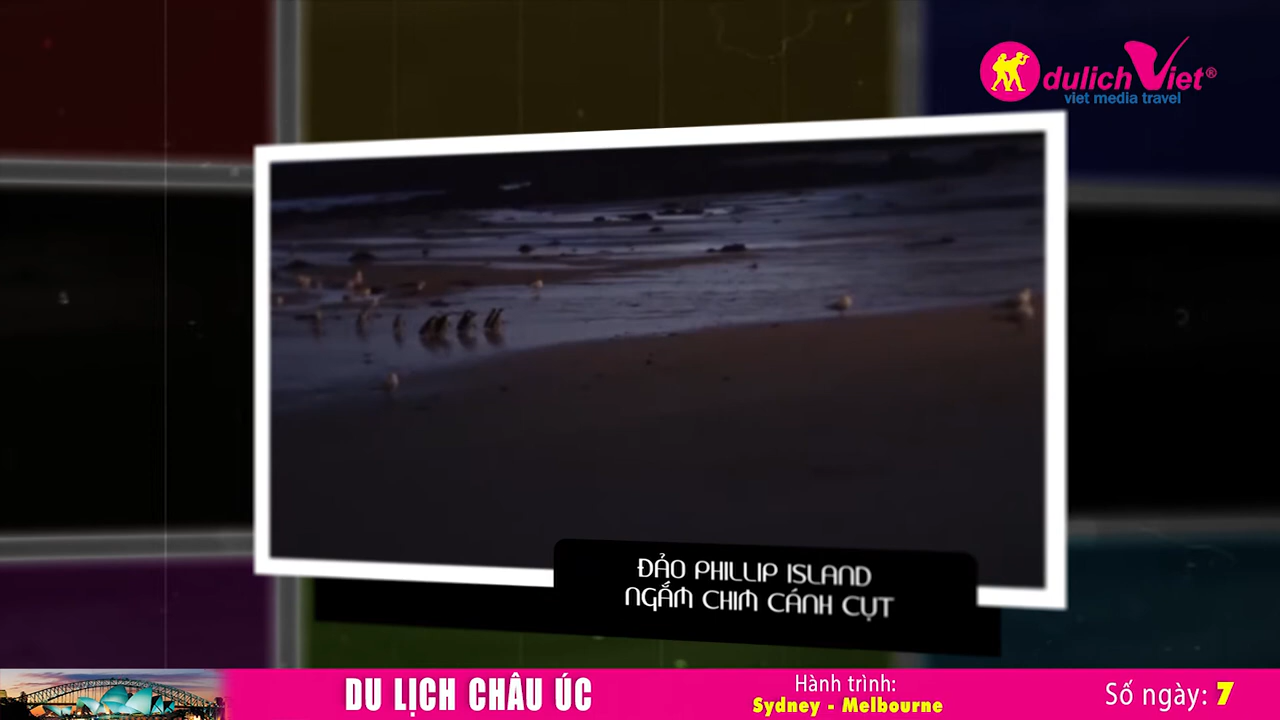 dulichViet®
viet media travel
ĐẢO PHILLIP ISLAND
NGẮM CHIM CÁNH CỤT
DU LỊCH CHÂU ÚC
Hành trình:
Sydney - Melbourne
Số ngày: 7